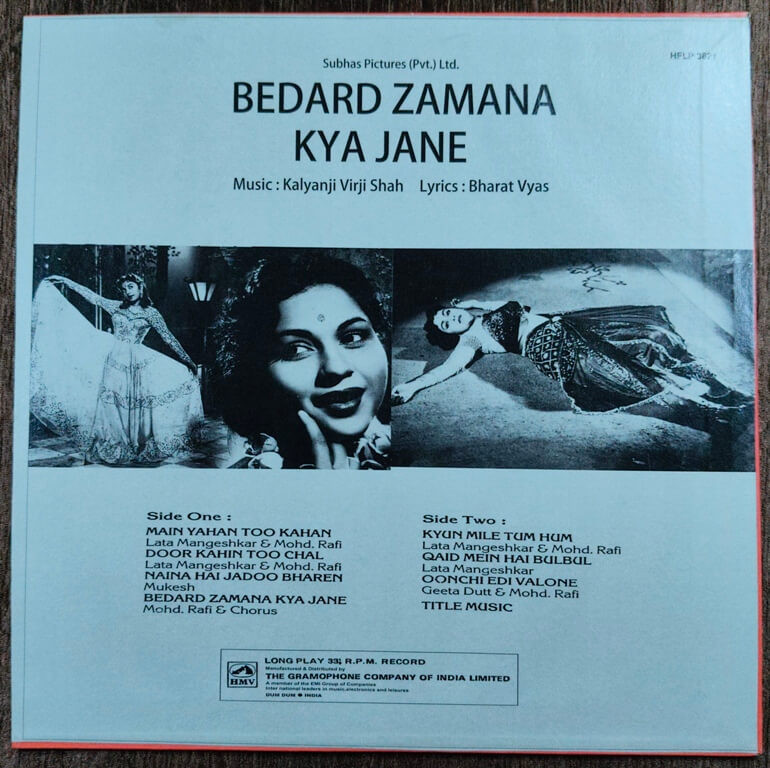 Subhas Pictures (Pvt.) Ltd.
BEDARD ZAMANA
KYA JANE
Music : Kalyanji Virji Shah Lyrics : Bharat Vyas
Side One :
MAIN YAHAN TOO KAHAN
Lata Mangeshkar & Mohd. Rafi
DOOR KAHIN TOO CHAL
Lata Mangeshkar & Mohd. Rafi
NAINA HAI JADOO BHAREN
Mukesh
BEDARD ZAMANA KYA JANE
Mohd. Rafi & Chorus
Side Two :
KYUN MILE TUM HUM
Lata Mangeshkar & Mohd. Rafi
QAID MEIN HAI BULBUL
Lata Mangeshkar
OONCHI EDI VALONE
Geeta Dutt & Mohd. Rafi
TITLE MUSIC
HMV
LONG PLAY 33⅓ R.P.M. RECORD
Manufactured & Distributed by
THE GRAMOPHONE COMPANY OF INDIA LIMITED
A member of the EMI Group of Companies
Inter national leaders in music,electronics and leisures
DUM DUM ● INDIA